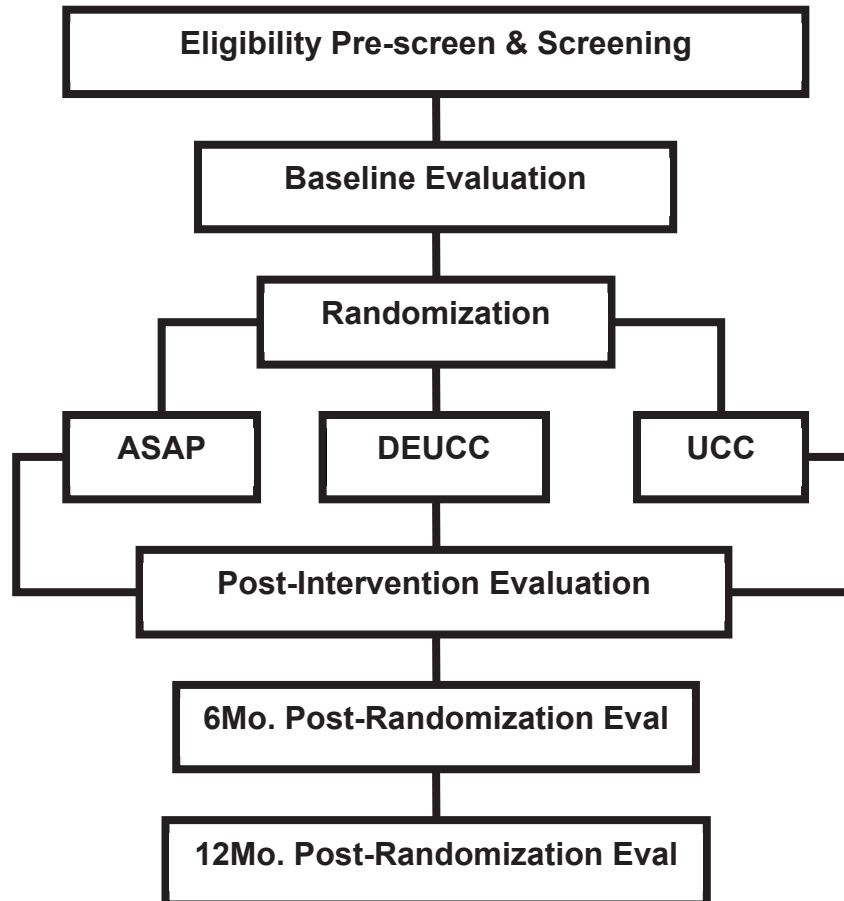 Eligibility Pre-screen & Screening
Baseline Evaluation
Randomization
ASAP
DEUCC
UCC
Post-Intervention Evaluation
6Mo. Post-Randomization Eval
12Mo. Post-Randomization Eval